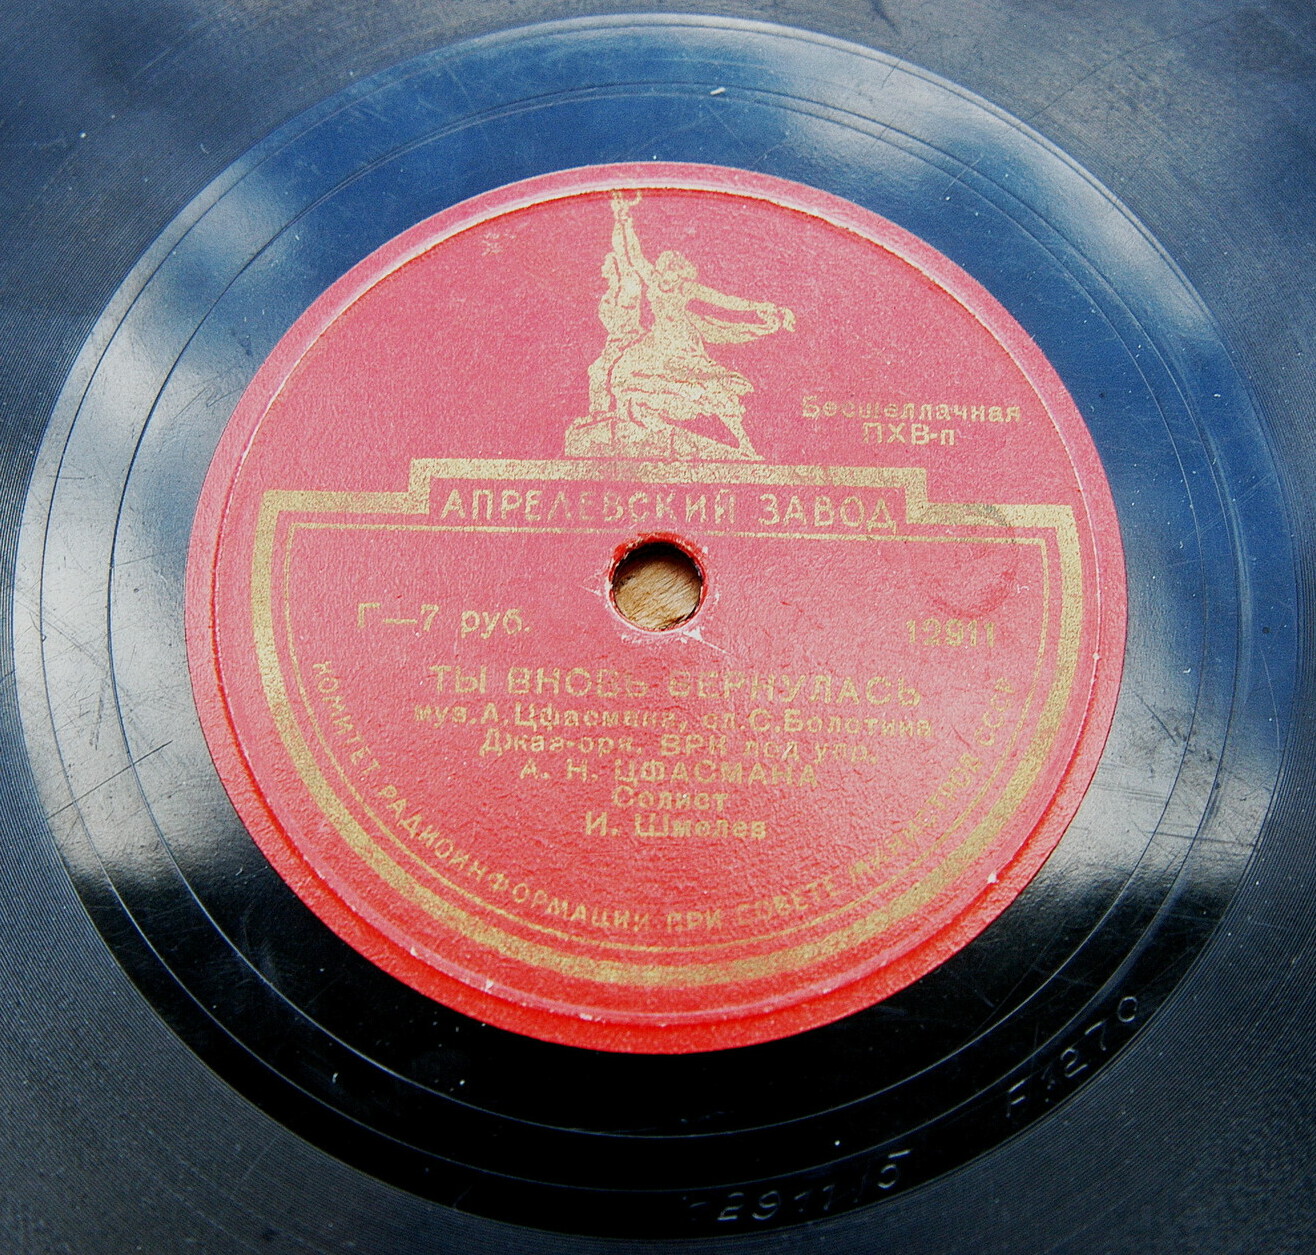 Бесшеллачная
ПХВ-п
АПРЕЛЕВСКИЙ ЗАВОД
Г—7 руб.
12911
ТЫ ВНОВЬ ВЕРНУЛАСЬ
муз. А. Цфасмана, сл. С. Болотина
Джаз-орк. ВРК под упр.
А. Н. ЦФАСМАНА
Солист
И. Шмелев
КОМИТЕТ РАДИОИНФОРМАЦИИ ПРИ СОВЕТЕ МИНИСТРОВ СССР
12911/5 F1270